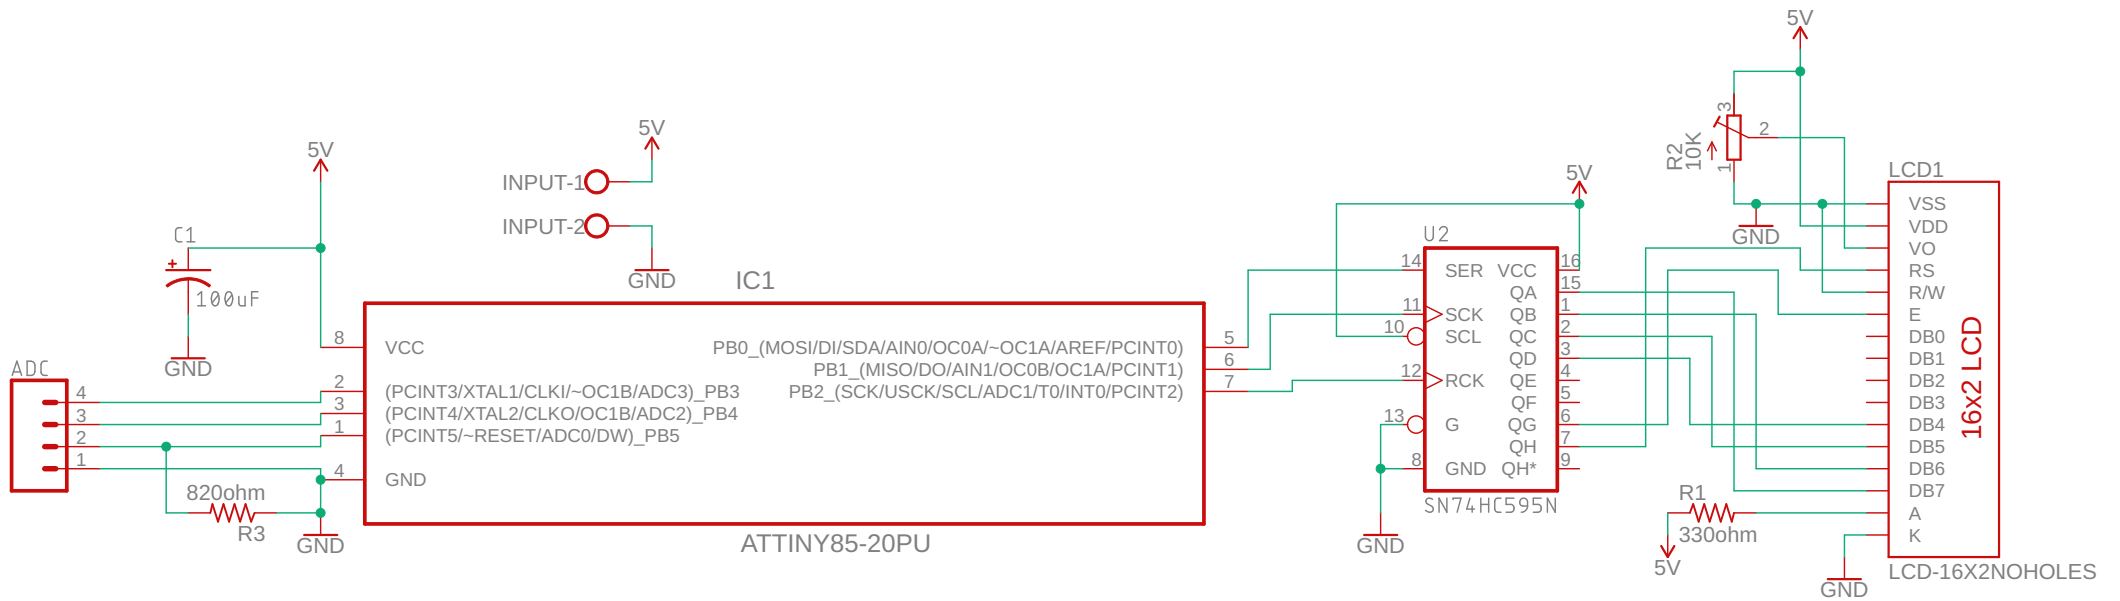 5V
3
2
R2
10K
1
GND
LCD1
VSS
VDD
VO
RS
R/W
E
DB0
DB1
DB2
DB3
DB4
DB5
DB6
DB7
A
K
16x2 LCD
LCD-16X2NOHOLES
R1
330ohm
5V
GND
5V
U2
14
11
10
12
13
8
SER
SCK
SCL
RCK
G
GND
VCC
QA
QB
QC
QD
QE
QF
QG
QH
QH*
16
15
1
2
3
4
5
6
7
9
SN74HC595N
GND
5V
INPUT-1
INPUT-2
GND
IC1
8
2
3
1
4
VCC
(PCINT3/XTAL1/CLKI/~OC1B/ADC3)_PB3
(PCINT4/XTAL2/CLKO/OC1B/ADC2)_PB4
(PCINT5/~RESET/ADC0/DW)_PB5
GND
PB0_(MOSI/DI/SDA/AIN0/OC0A/~OC1A/AREF/PCINT0)
PB1_(MISO/DO/AIN1/OC0B/OC1A/PCINT1)
PB2_(SCK/USCK/SCL/ADC1/T0/INT0/PCINT2)
5
6
7
ATTINY85-20PU
5V
C1
+
100uF
GND
ADC
4
3
2
1
820ohm
R3
GND